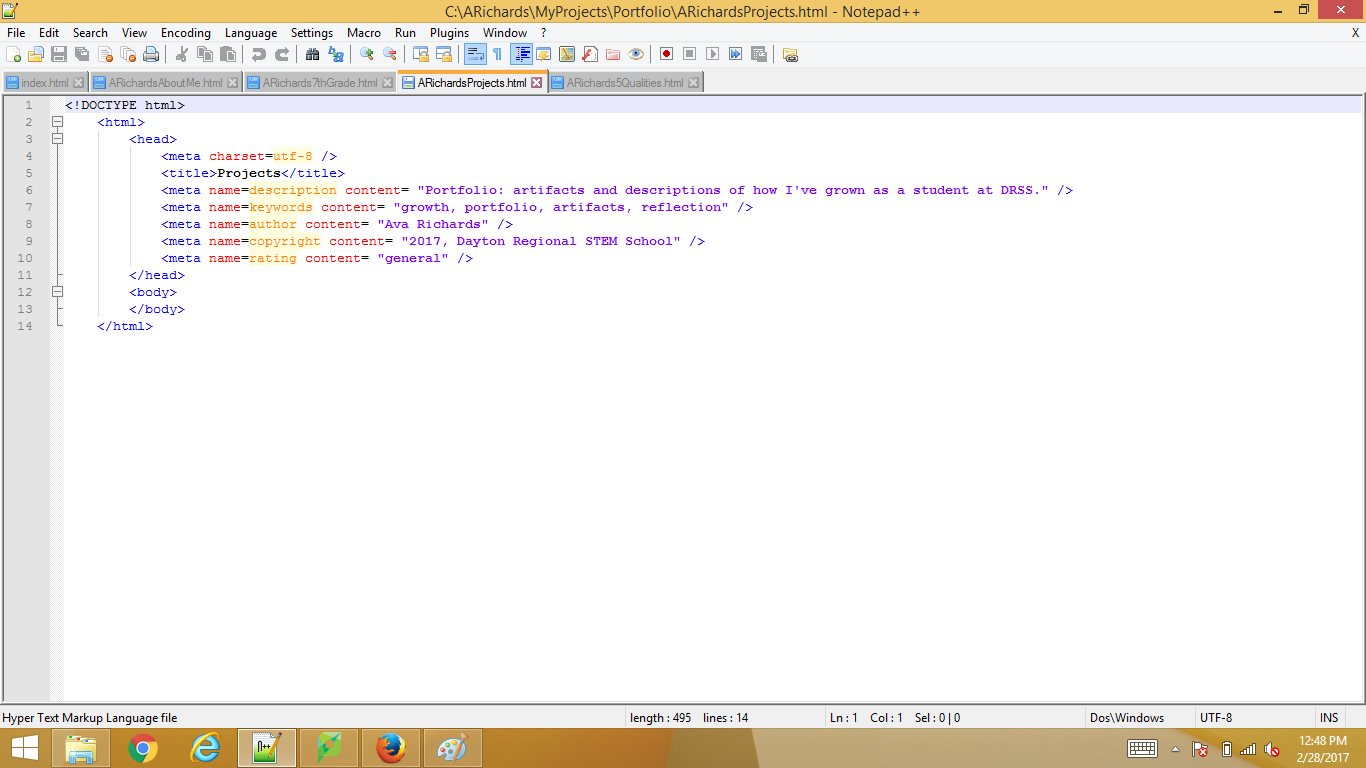 C:\ARichards\MyProjects\Portfolio\ARichardsProjects.html - Notepad++
File Edit Search View Encoding Language Settings Macro Run Plugins Window ? X
index.html ARichardsAboutMe.html ARichards7thGrade.html ARichardsProjects.html ARichards5Qualities.html
1 <!DOCTYPE html>
2 <html>
3 <head>
4 <meta charset=utf-8 />
5 <title>Projects</title>
6 <meta name=description content= "Portfolio: artifacts and descriptions of how I've grown as a student at DRSS." />
7 <meta name=keywords content= "growth, portfolio, artifacts, reflection" />
8 <meta name=author content= "Ava Richards" />
9 <meta name=copyright content= "2017, Dayton Regional STEM School" />
10 <meta name=rating content= "general" />
11 </head>
12 <body>
13 </body>
14 </html>
Hyper Text Markup Language file length : 495 lines : 14 Ln : 1 Col : 1 Sel : 0 | 0 Dos\Windows UTF-8 INS
12:48 PM
2/28/2017